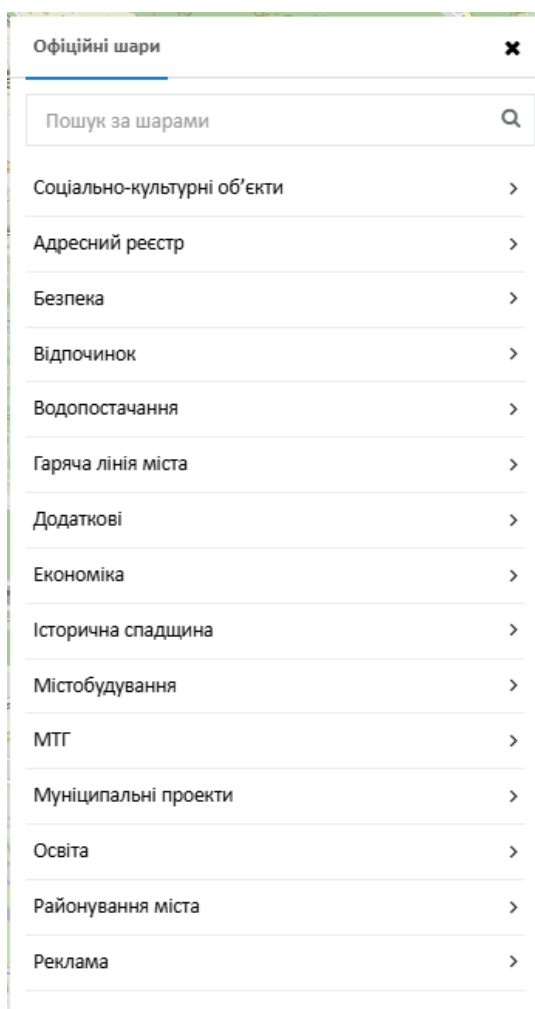 Офіційні шари
Пошук за шарами
Соціально-культурні об’єкти
Адресний реєстр
Безпека
Відпочинок
Водопостачання
Гаряча лінія міста
Додаткові
Економіка
Історична спадщина
Містобудування
МТГ
Муніципальні проекти
Освіта
Районування міста
Реклама